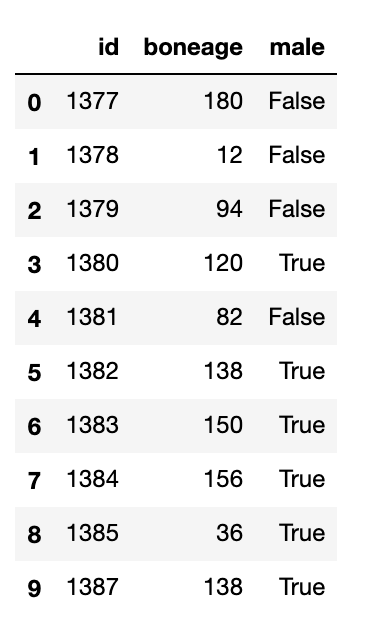 id boneage male
0 1377 180 False
1 1378 12 False
2 1379 94 False
3 1380 120 True
4 1381 82 False
5 1382 138 True
6 1383 150 True
7 1384 156 True
8 1385 36 True
9 1387 138 True